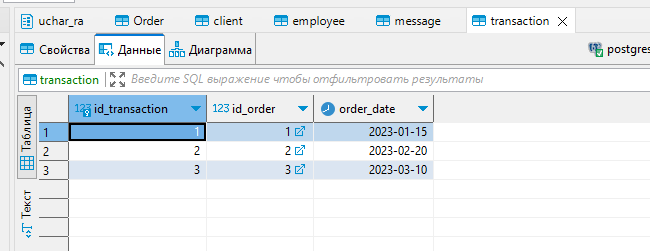 uchar_ra Order client employee message transaction
Свойства Данные Диаграмма postgres
transaction Введите SQL выражение чтобы отфильтровать результаты
Таблица
Текст
123 id_transaction 123 id_order order_date
1 1 1 2023-01-15
2 2 2 2023-02-20
3 3 3 2023-03-10